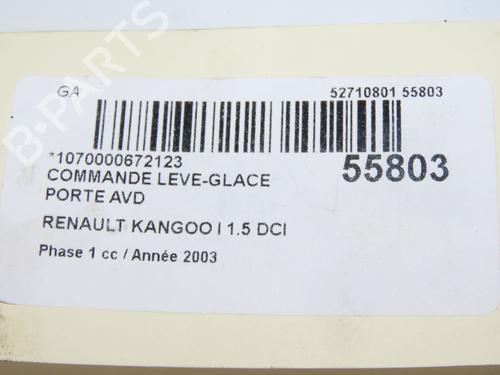 GA
52710801 55803
*1070000672123
55803
COMMANDE LEVE-GLACE
PORTE AVD
RENAULT KANGOO I 1.5 DCI
Phase 1 cc / Année 2003
B-PARTS